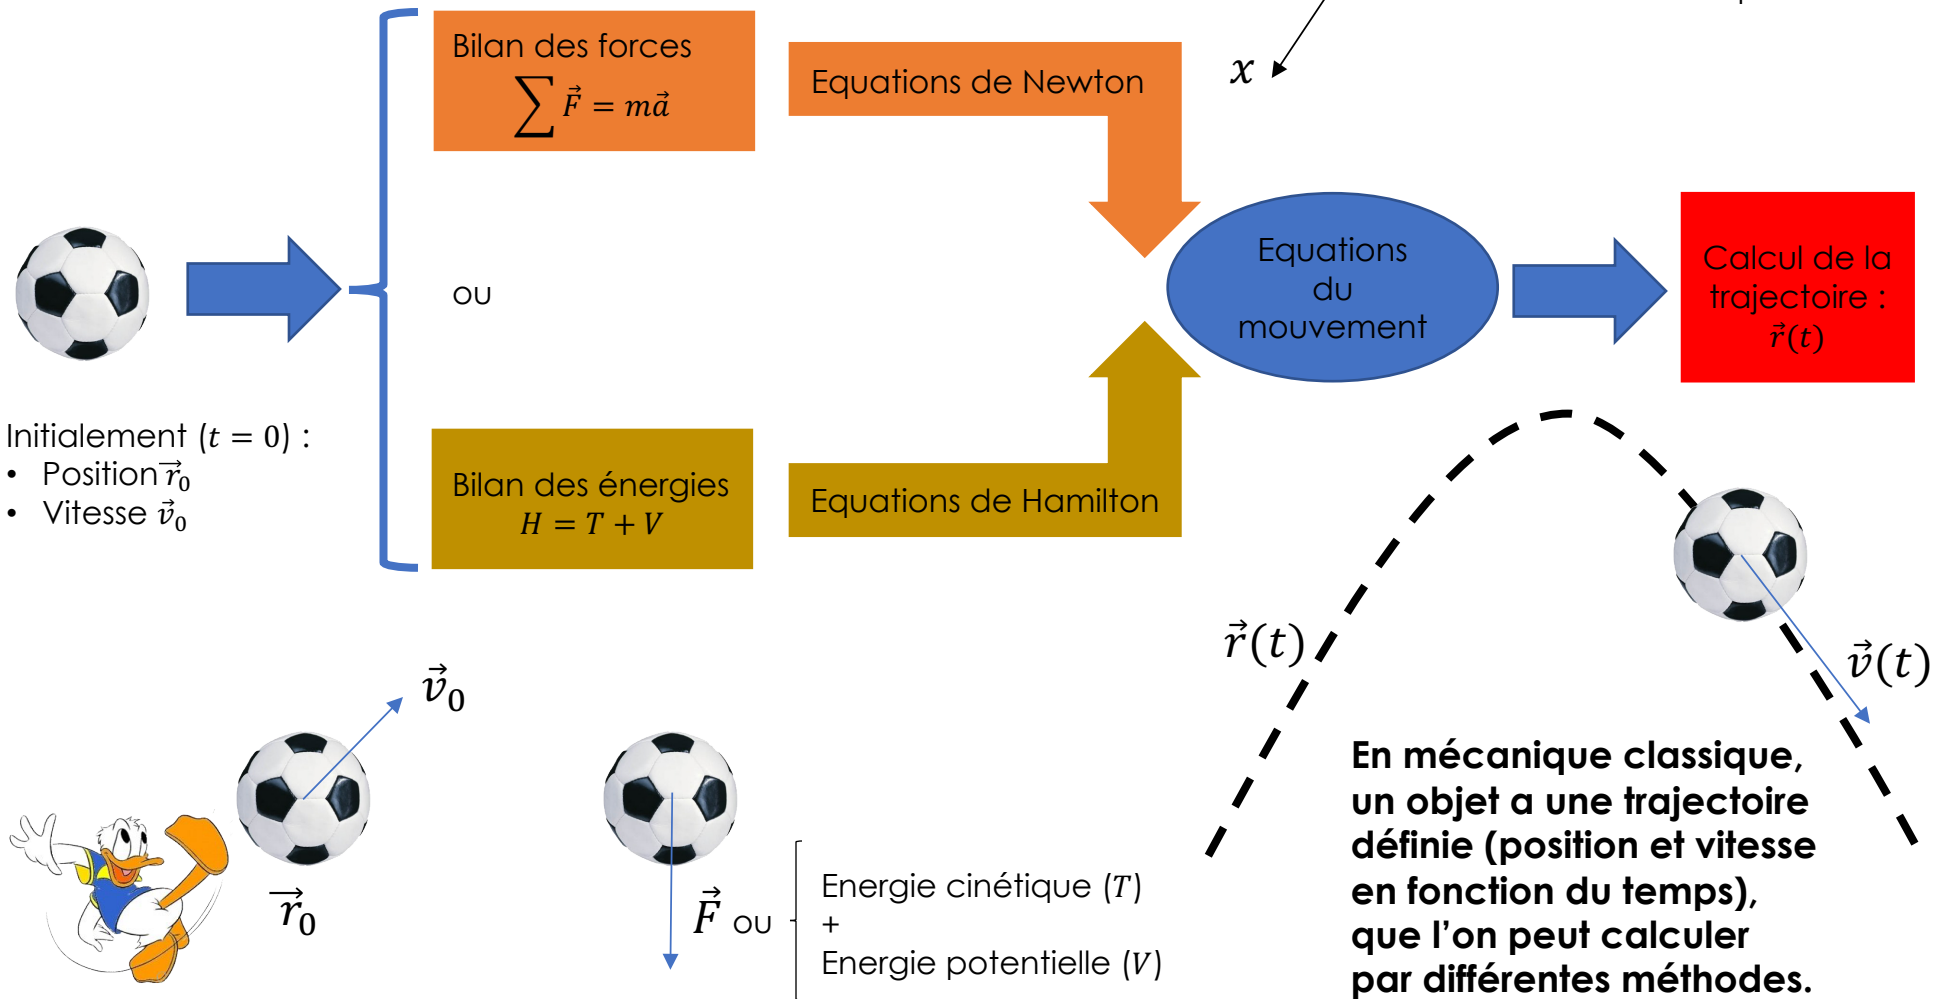 x
Bilan des forces
∑ F⃗ = ma⃗
Equations de Newton
ou
Equations
du
mouvement
Calcul de la
trajectoire :
r⃗(t)
Initialement (t = 0) :
• Position r⃗₀
• Vitesse v⃗₀
Bilan des énergies
H = T + V
Equations de Hamilton
r⃗(t)
v⃗(t)
v⃗₀
r⃗₀
F⃗ ou
Energie cinétique (T)
+
Energie potentielle (V)
En mécanique classique,
un objet a une trajectoire
définie (position et vitesse
en fonction du temps),
que l’on peut calculer
par différentes méthodes.